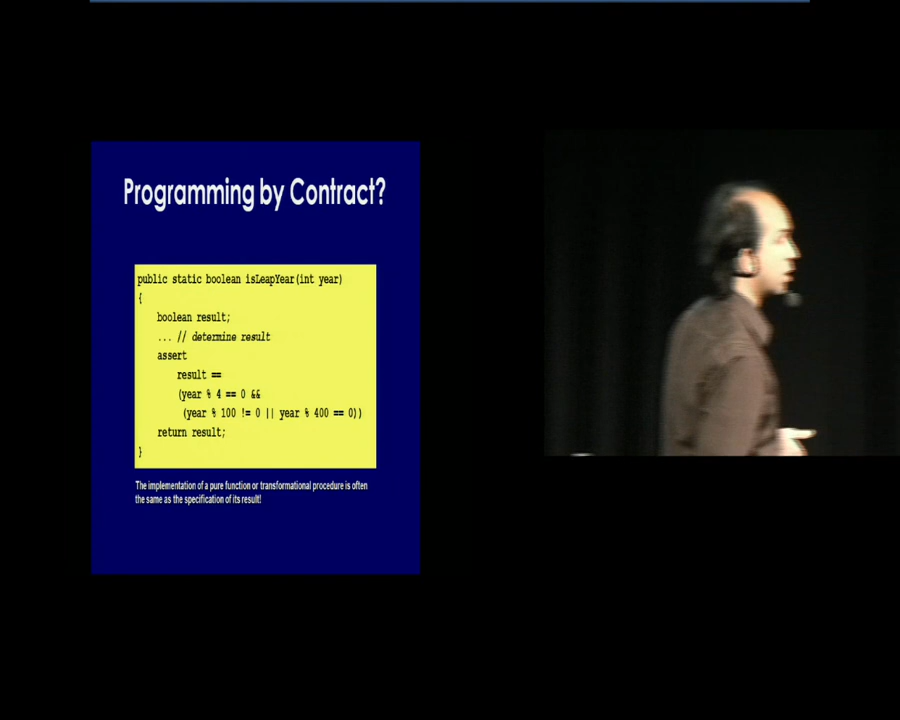 Programming by Contract?
public static boolean isLeapYear(int year)
{
boolean result;
... // determine result
assert
result ==
(year % 4 == 0 &&
(year % 100 != 0 || year % 400 == 0))
return result;
}
The implementation of a pure function or transformational procedure is often
the same as the specification of its result!